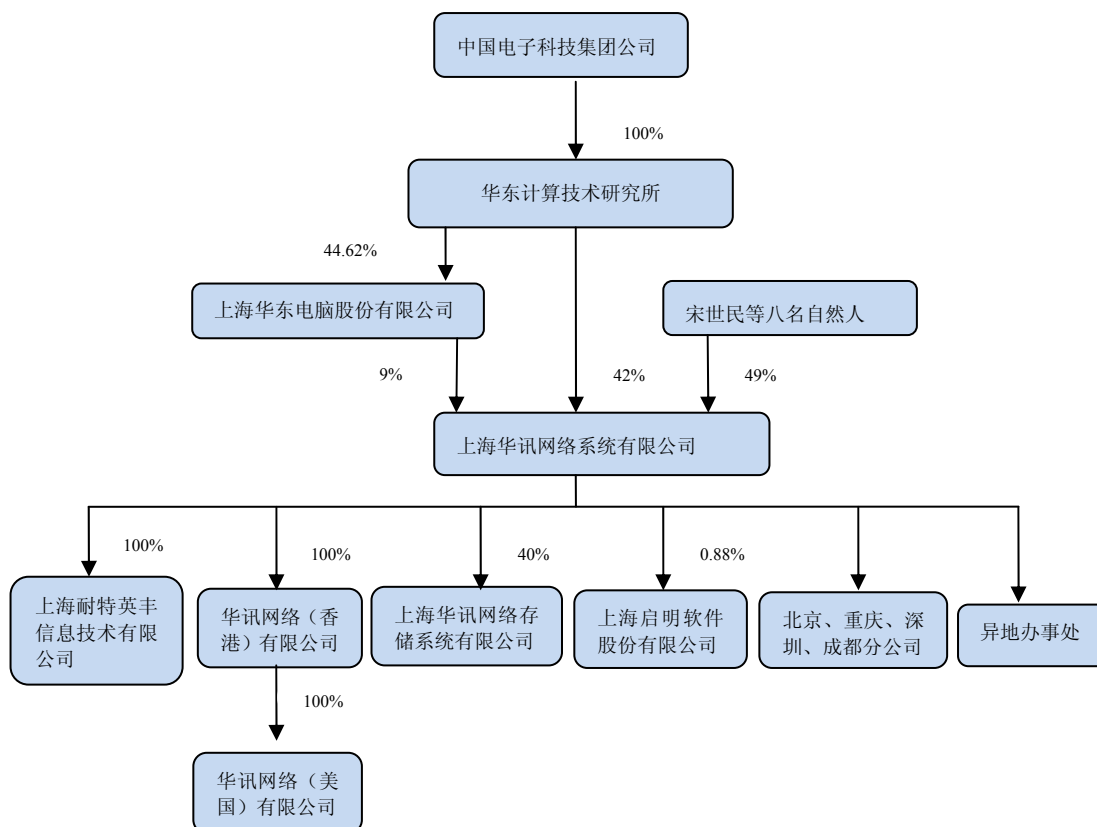 中国电子科技集团公司
100%
华东计算技术研究所
44.62%
上海华东电脑股份有限公司
宋世民等八名自然人
9%
42%
49%
上海华讯网络系统有限公司
100%
100%
40%
0.88%
上海耐特英丰
信息技术有限
公司
华讯网络（香
港）有限公司
上海华讯网络存
储系统有限公司
上海启明软件
股份有限公司
北京、重庆、深
圳、成都分公司
异地办事处
100%
华讯网络（美
国）有限公司